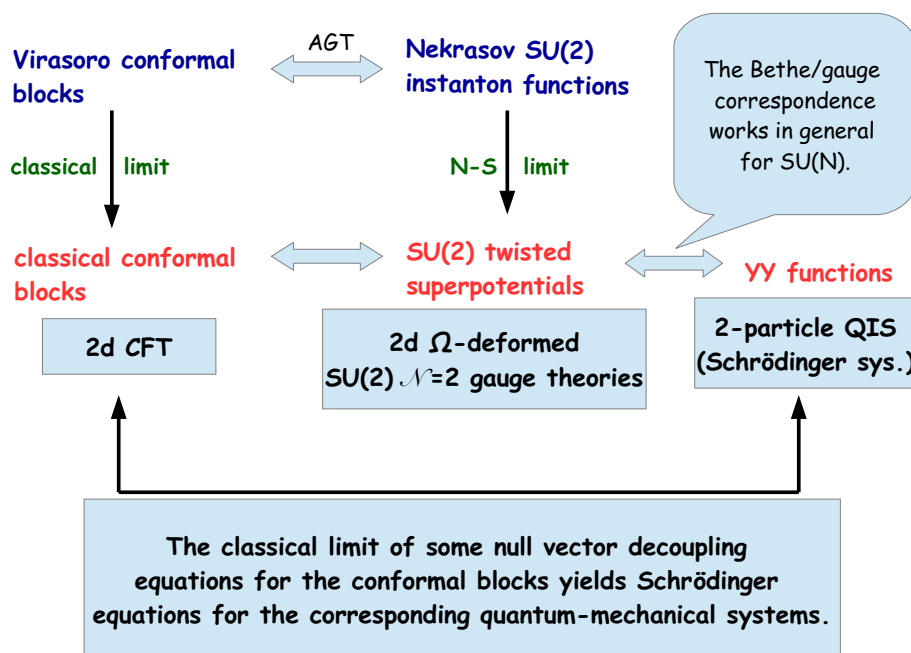 Virasoro conformal
blocks
AGT
Nekrasov SU(2)
instanton functions
The Bethe/gauge
correspondence
works in general
for SU(N).
classical limit
N-S limit
classical conformal
blocks
SU(2) twisted
superpotentials
YY functions
2d CFT
2d Ω-deformed
SU(2) 𝒩=2 gauge theories
2-particle QIS
(Schrödinger sys.)
The classical limit of some null vector decoupling
equations for the conformal blocks yields Schrödinger
equations for the corresponding quantum-mechanical systems.